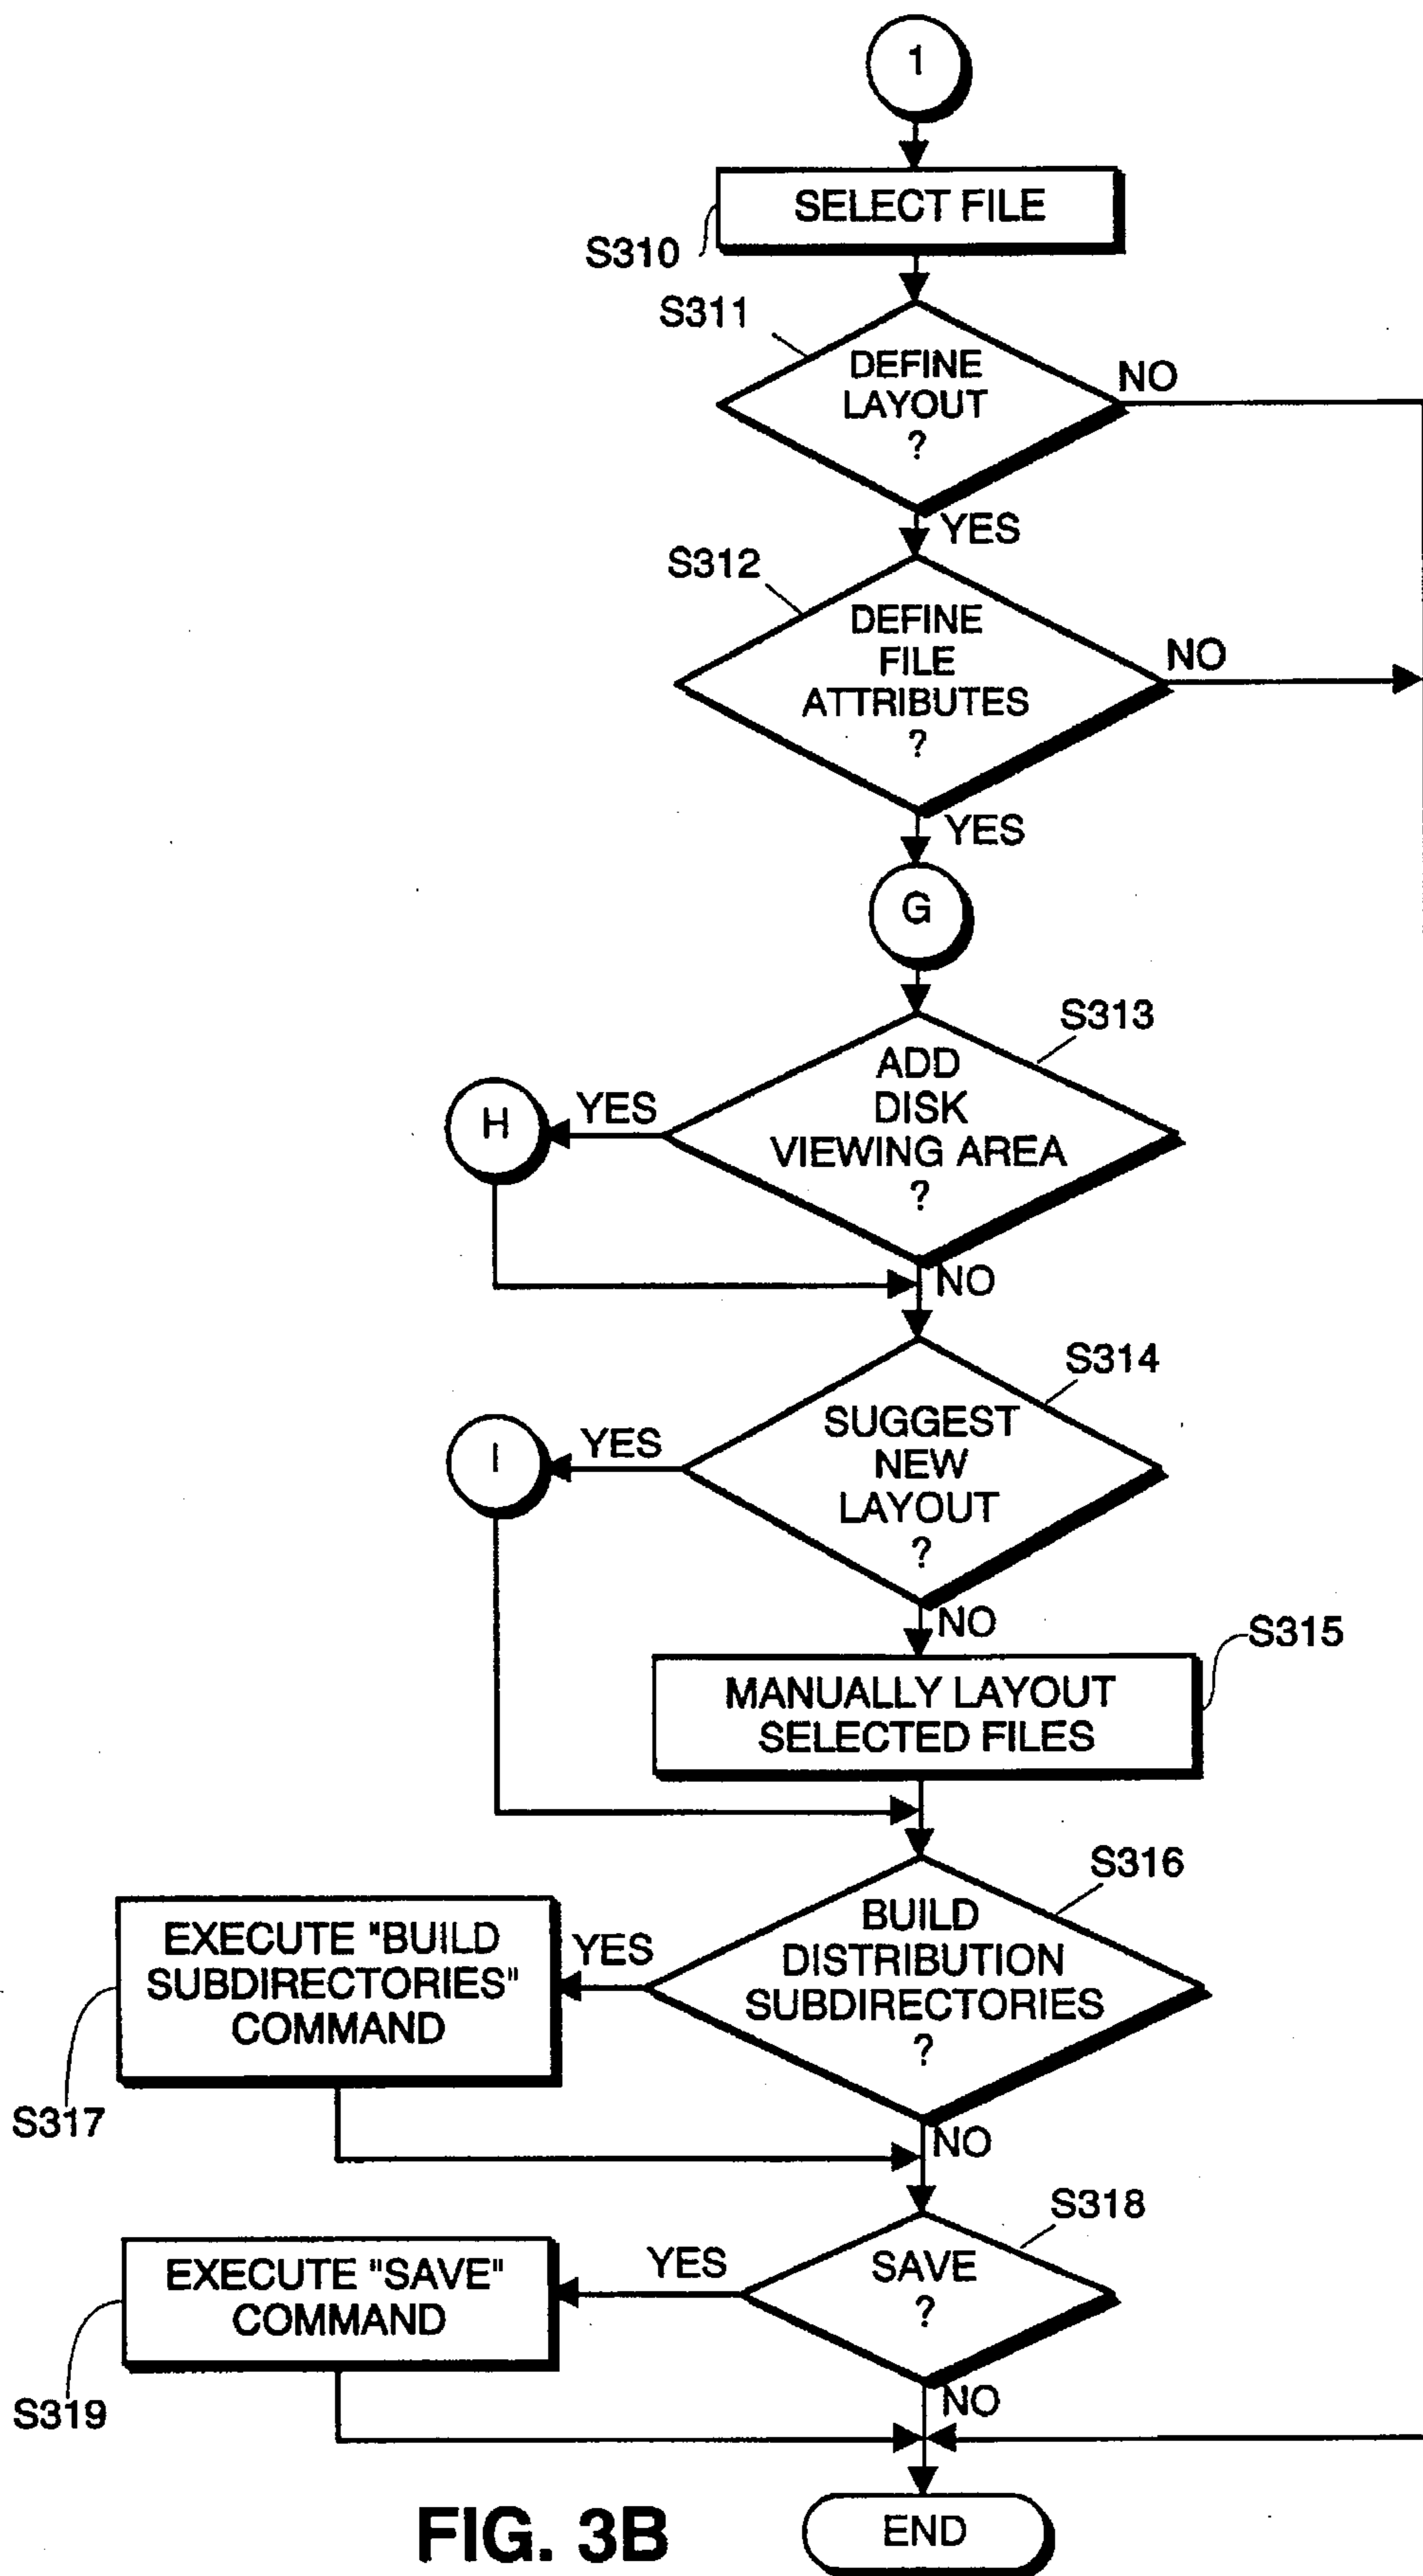 1
SELECT FILE
S310
S311
DEFINE
LAYOUT
?
NO
YES
S312
DEFINE
FILE
ATTRIBUTES
?
NO
YES
G
S313
ADD
DISK
VIEWING AREA
?
YES
H
NO
S314
SUGGEST
NEW
LAYOUT
?
YES
I
NO
S315
MANUALLY LAYOUT
SELECTED FILES
S316
BUILD
DISTRIBUTION
SUBDIRECTORIES
?
YES
EXECUTE "BUILD
SUBDIRECTORIES"
COMMAND
S317
NO
S318
SAVE
?
YES
EXECUTE "SAVE"
COMMAND
S319
NO
END
FIG. 3B